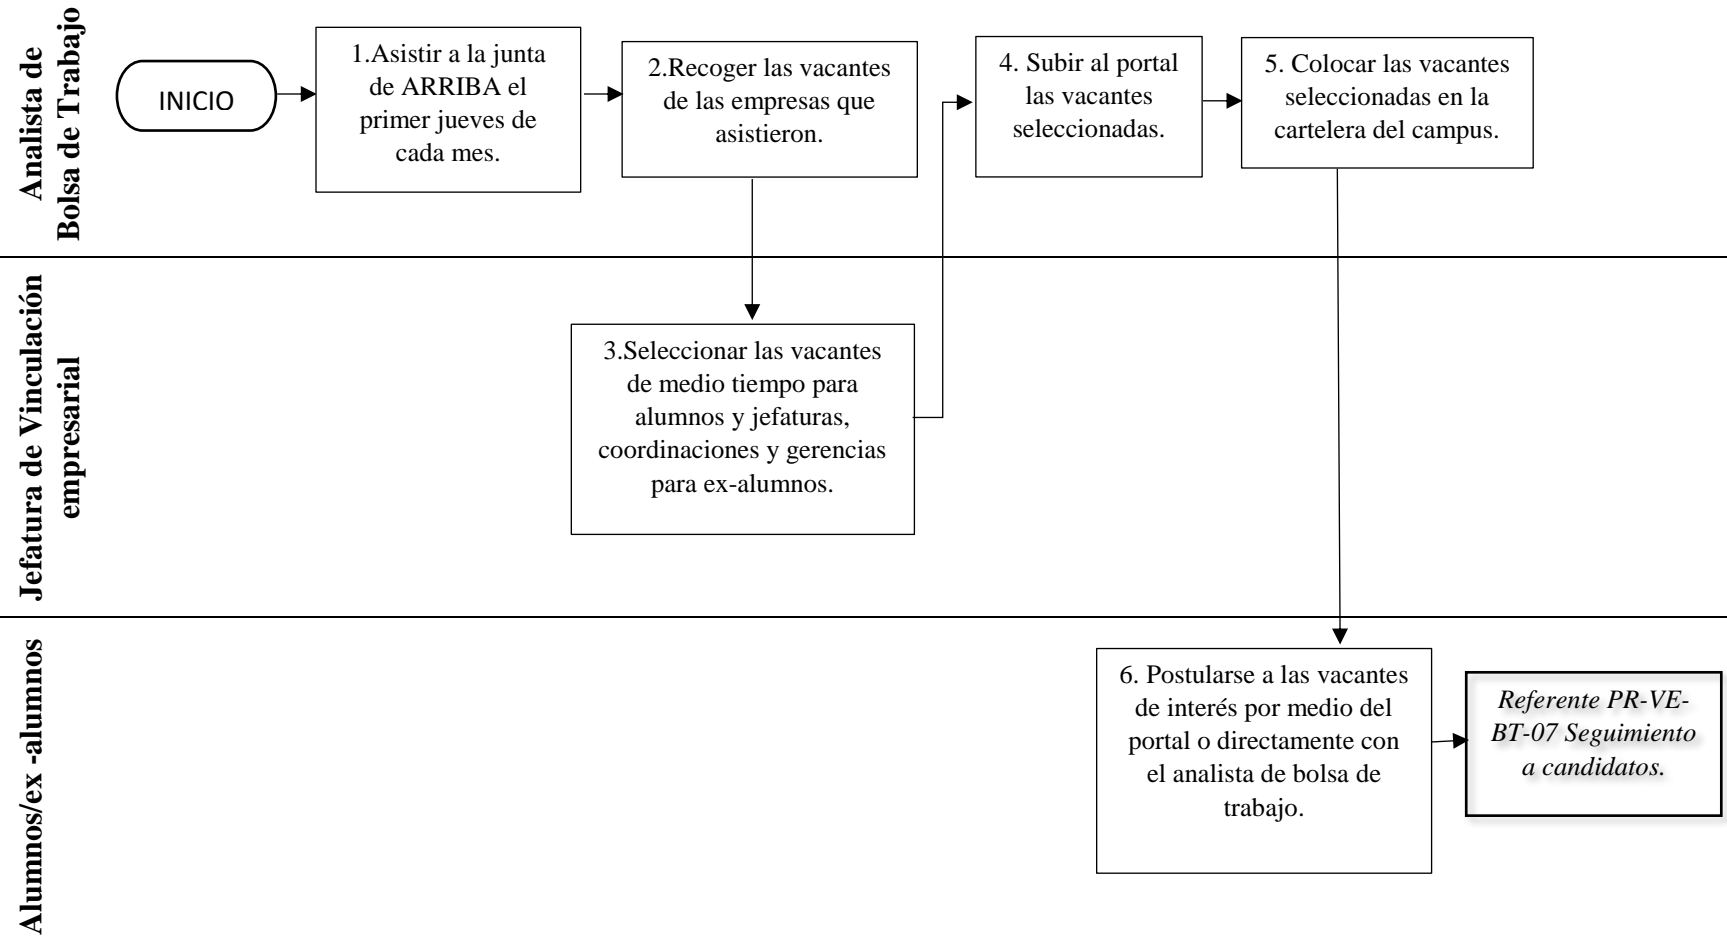 Analista de
Bolsa de Trabajo
INICIO
1.Asistir a la junta
de ARRIBA el
primer jueves de
cada mes.
2.Recoger las vacantes
de las empresas que
asistieron.
4. Subir al portal
las vacantes
seleccionadas.
5. Colocar las vacantes
seleccionadas en la
cartelera del campus.
Jefatura de Vinculación
empresarial
3.Seleccionar las vacantes
de medio tiempo para
alumnos y jefaturas,
coordinaciones y gerencias
para ex-alumnos.
Alumnos/ex -alumnos
6. Postularse a las vacantes
de interés por medio del
portal o directamente con
el analista de bolsa de
trabajo.
Referente PR-VE-
BT-07 Seguimiento
a candidatos.